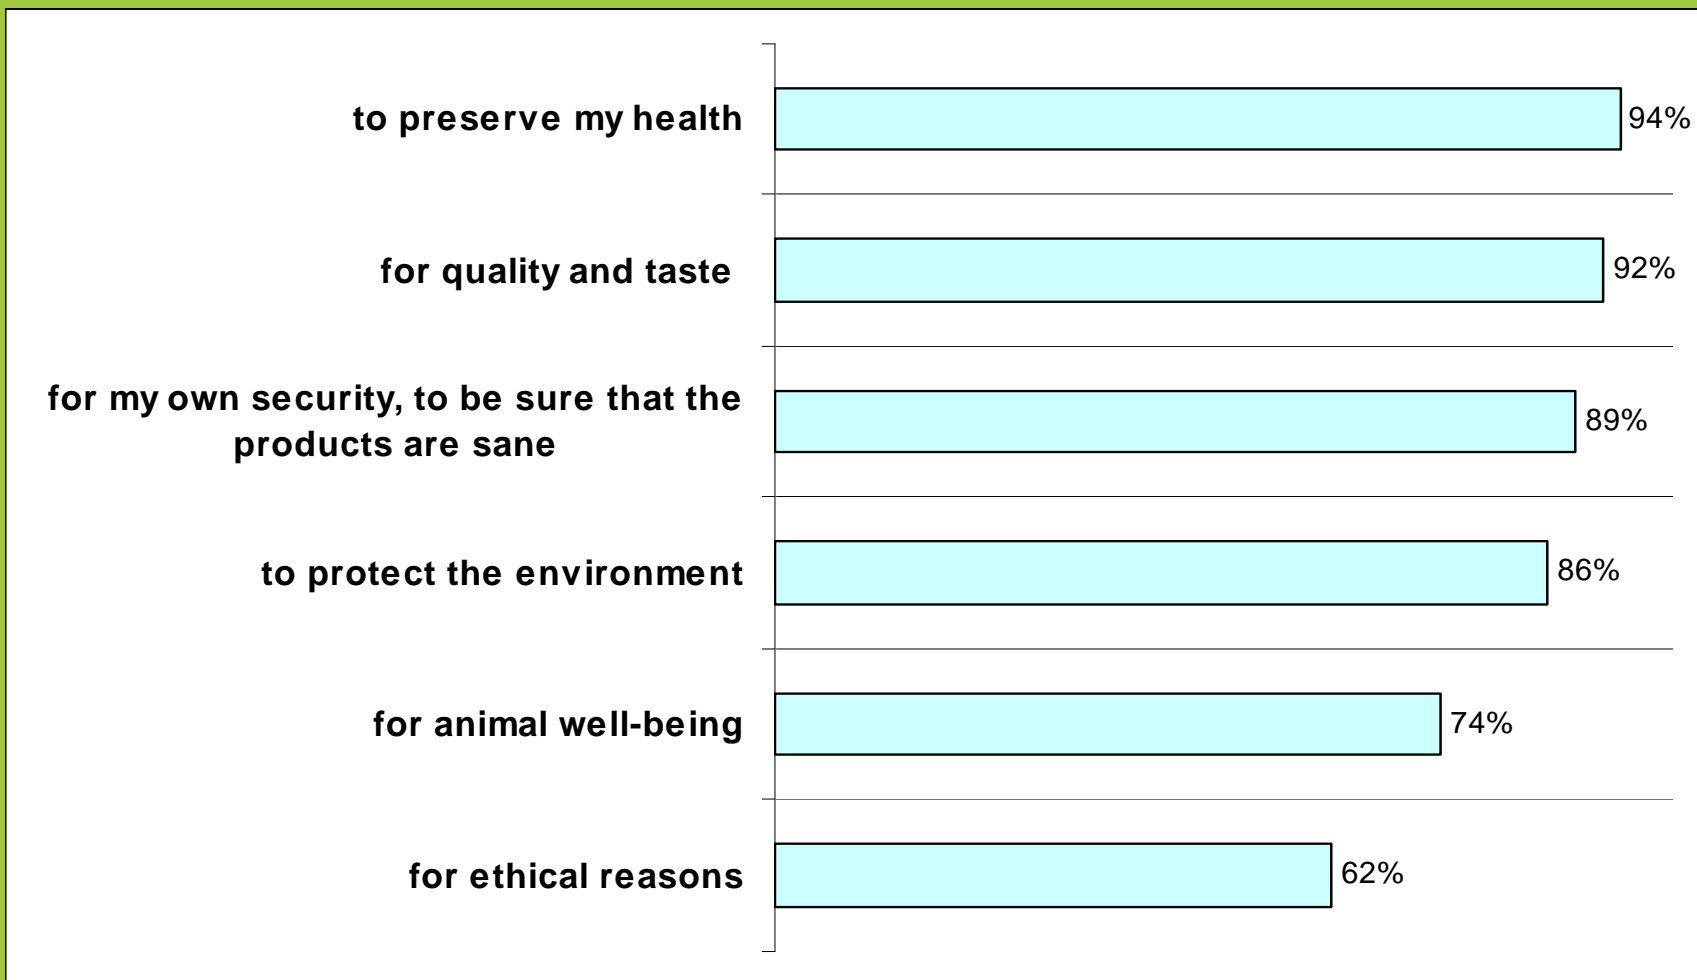 to preserve my health
94%
for quality and taste
92%
for my own security, to be sure that the
products are sane
89%
to protect the environment
86%
for animal well-being
74%
for ethical reasons
62%